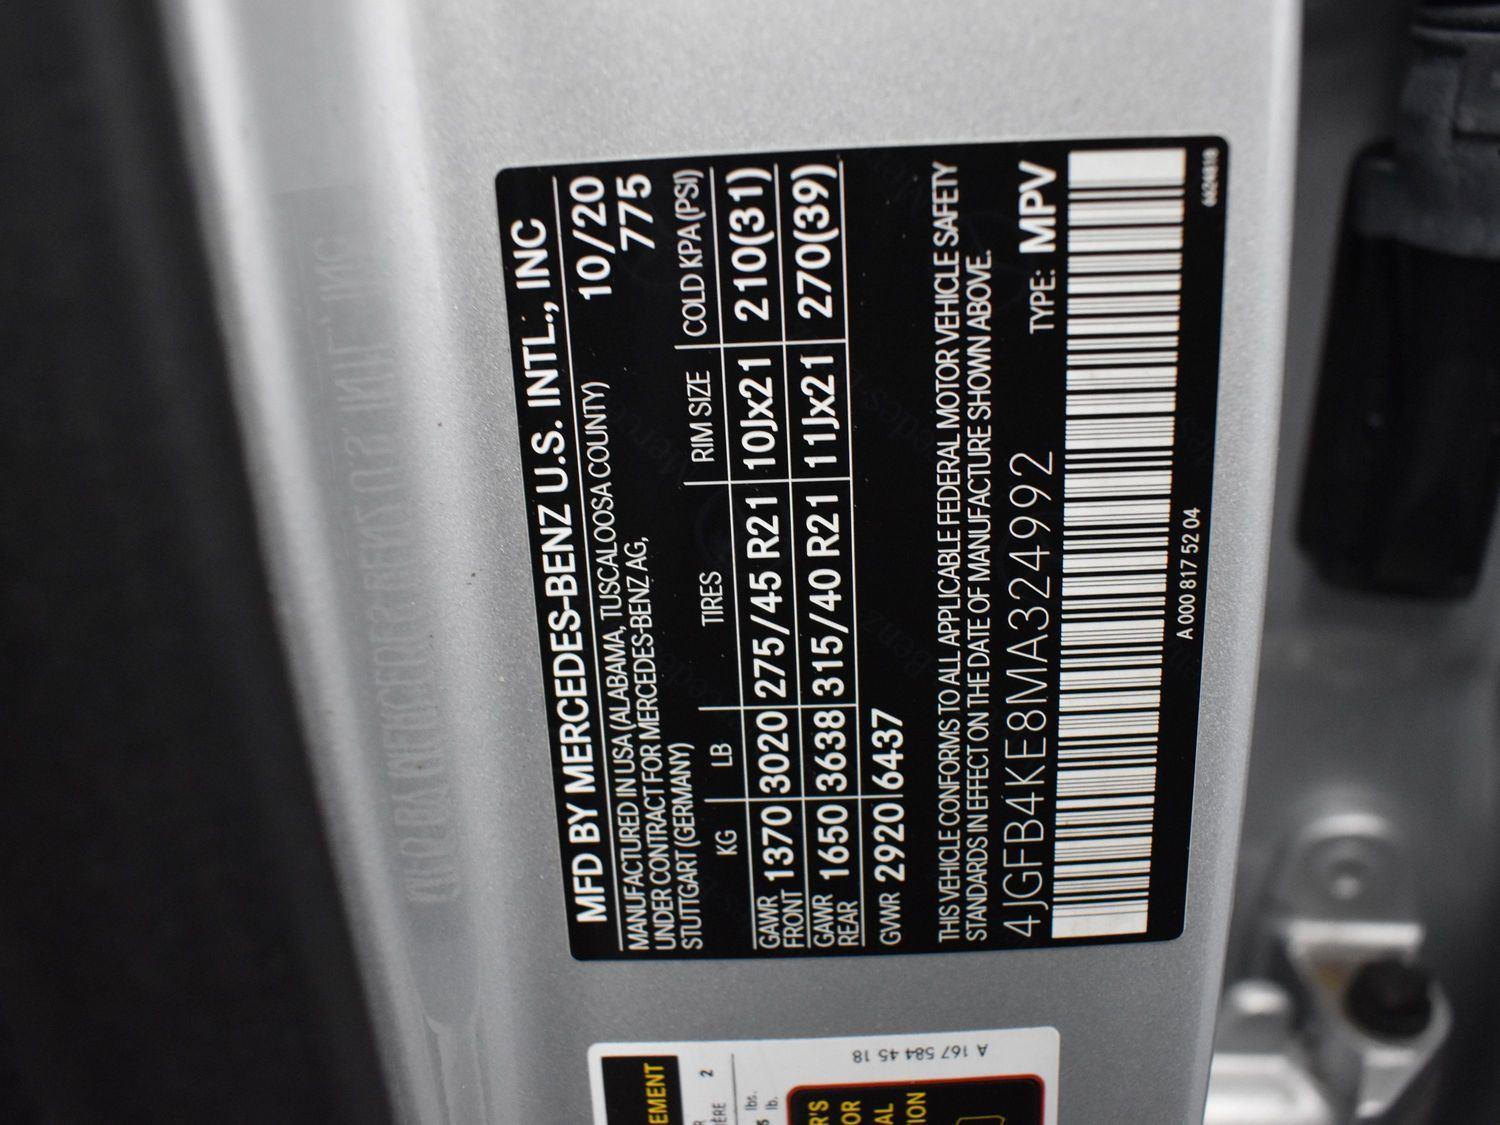 MFD BY MERCEDES-BENZ U.S. INTL., INC
MANUFACTURED IN USA (ALABAMA, TUSCALOOSA COUNTY) 10/20
UNDER CONTRACT FOR MERCEDES-BENZ AG, 775
STUTTGART (GERMANY)
KG LB TIRES RIM SIZE COLD KPA (PSI)
GAWR FRONT 1370 3020 275/45 R21 10Jx21 210(31)
GAWR REAR 1650 3638 315/40 R21 11Jx21 270(39)
GVWR 2920 6437
THIS VEHICLE CONFORMS TO ALL APPLICABLE FEDERAL MOTOR VEHICLE SAFETY
STANDARDS IN EFFECT ON THE DATE OF MANUFACTURE SHOWN ABOVE.
4JGFB4KE8MA324992 TYPE: MPV
A 000 817 52 04
A 167 584 45 18
2
lbs.
lb.